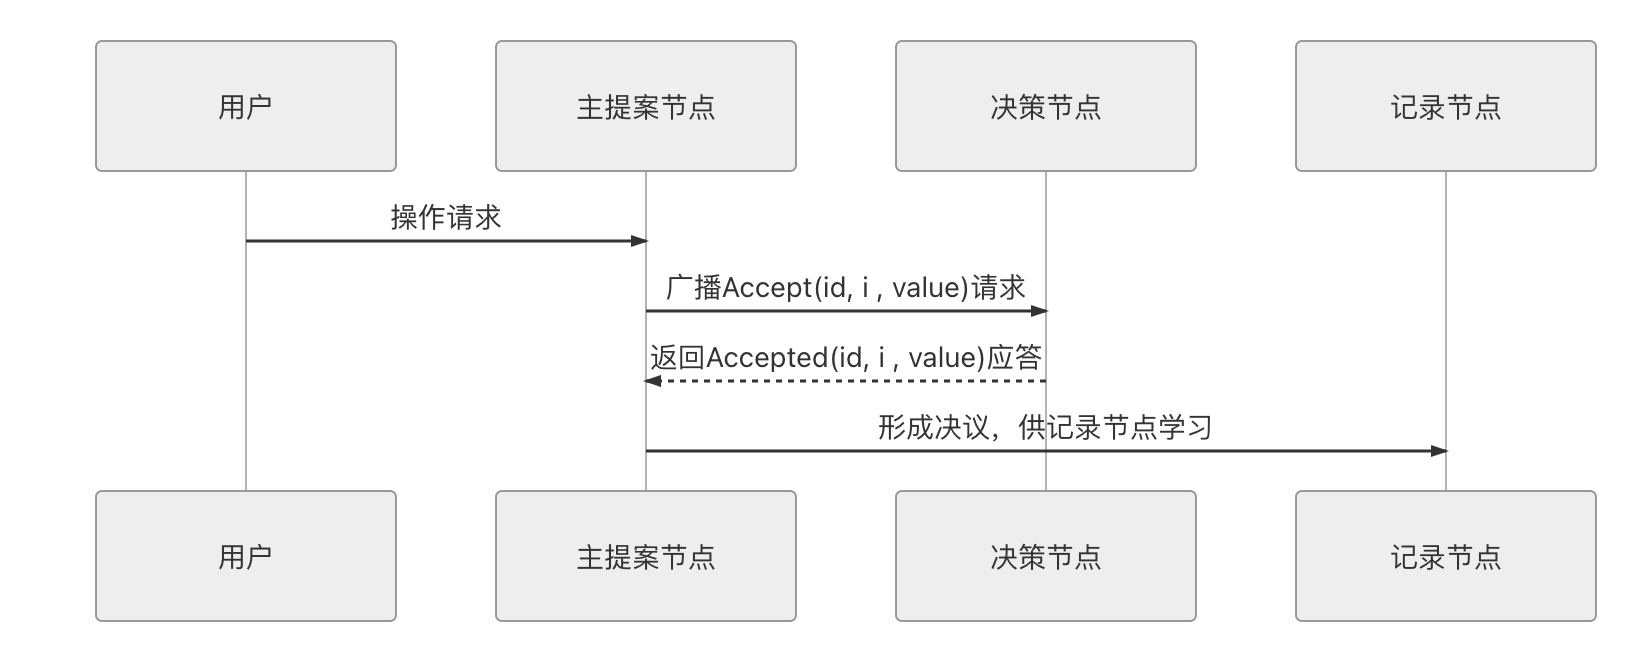 用户
主提案节点
决策节点
记录节点
操作请求
广播Accept(id, i , value)请求
返回Accepted(id, i , value)应答
形成决议，供记录节点学习
用户
主提案节点
决策节点
记录节点